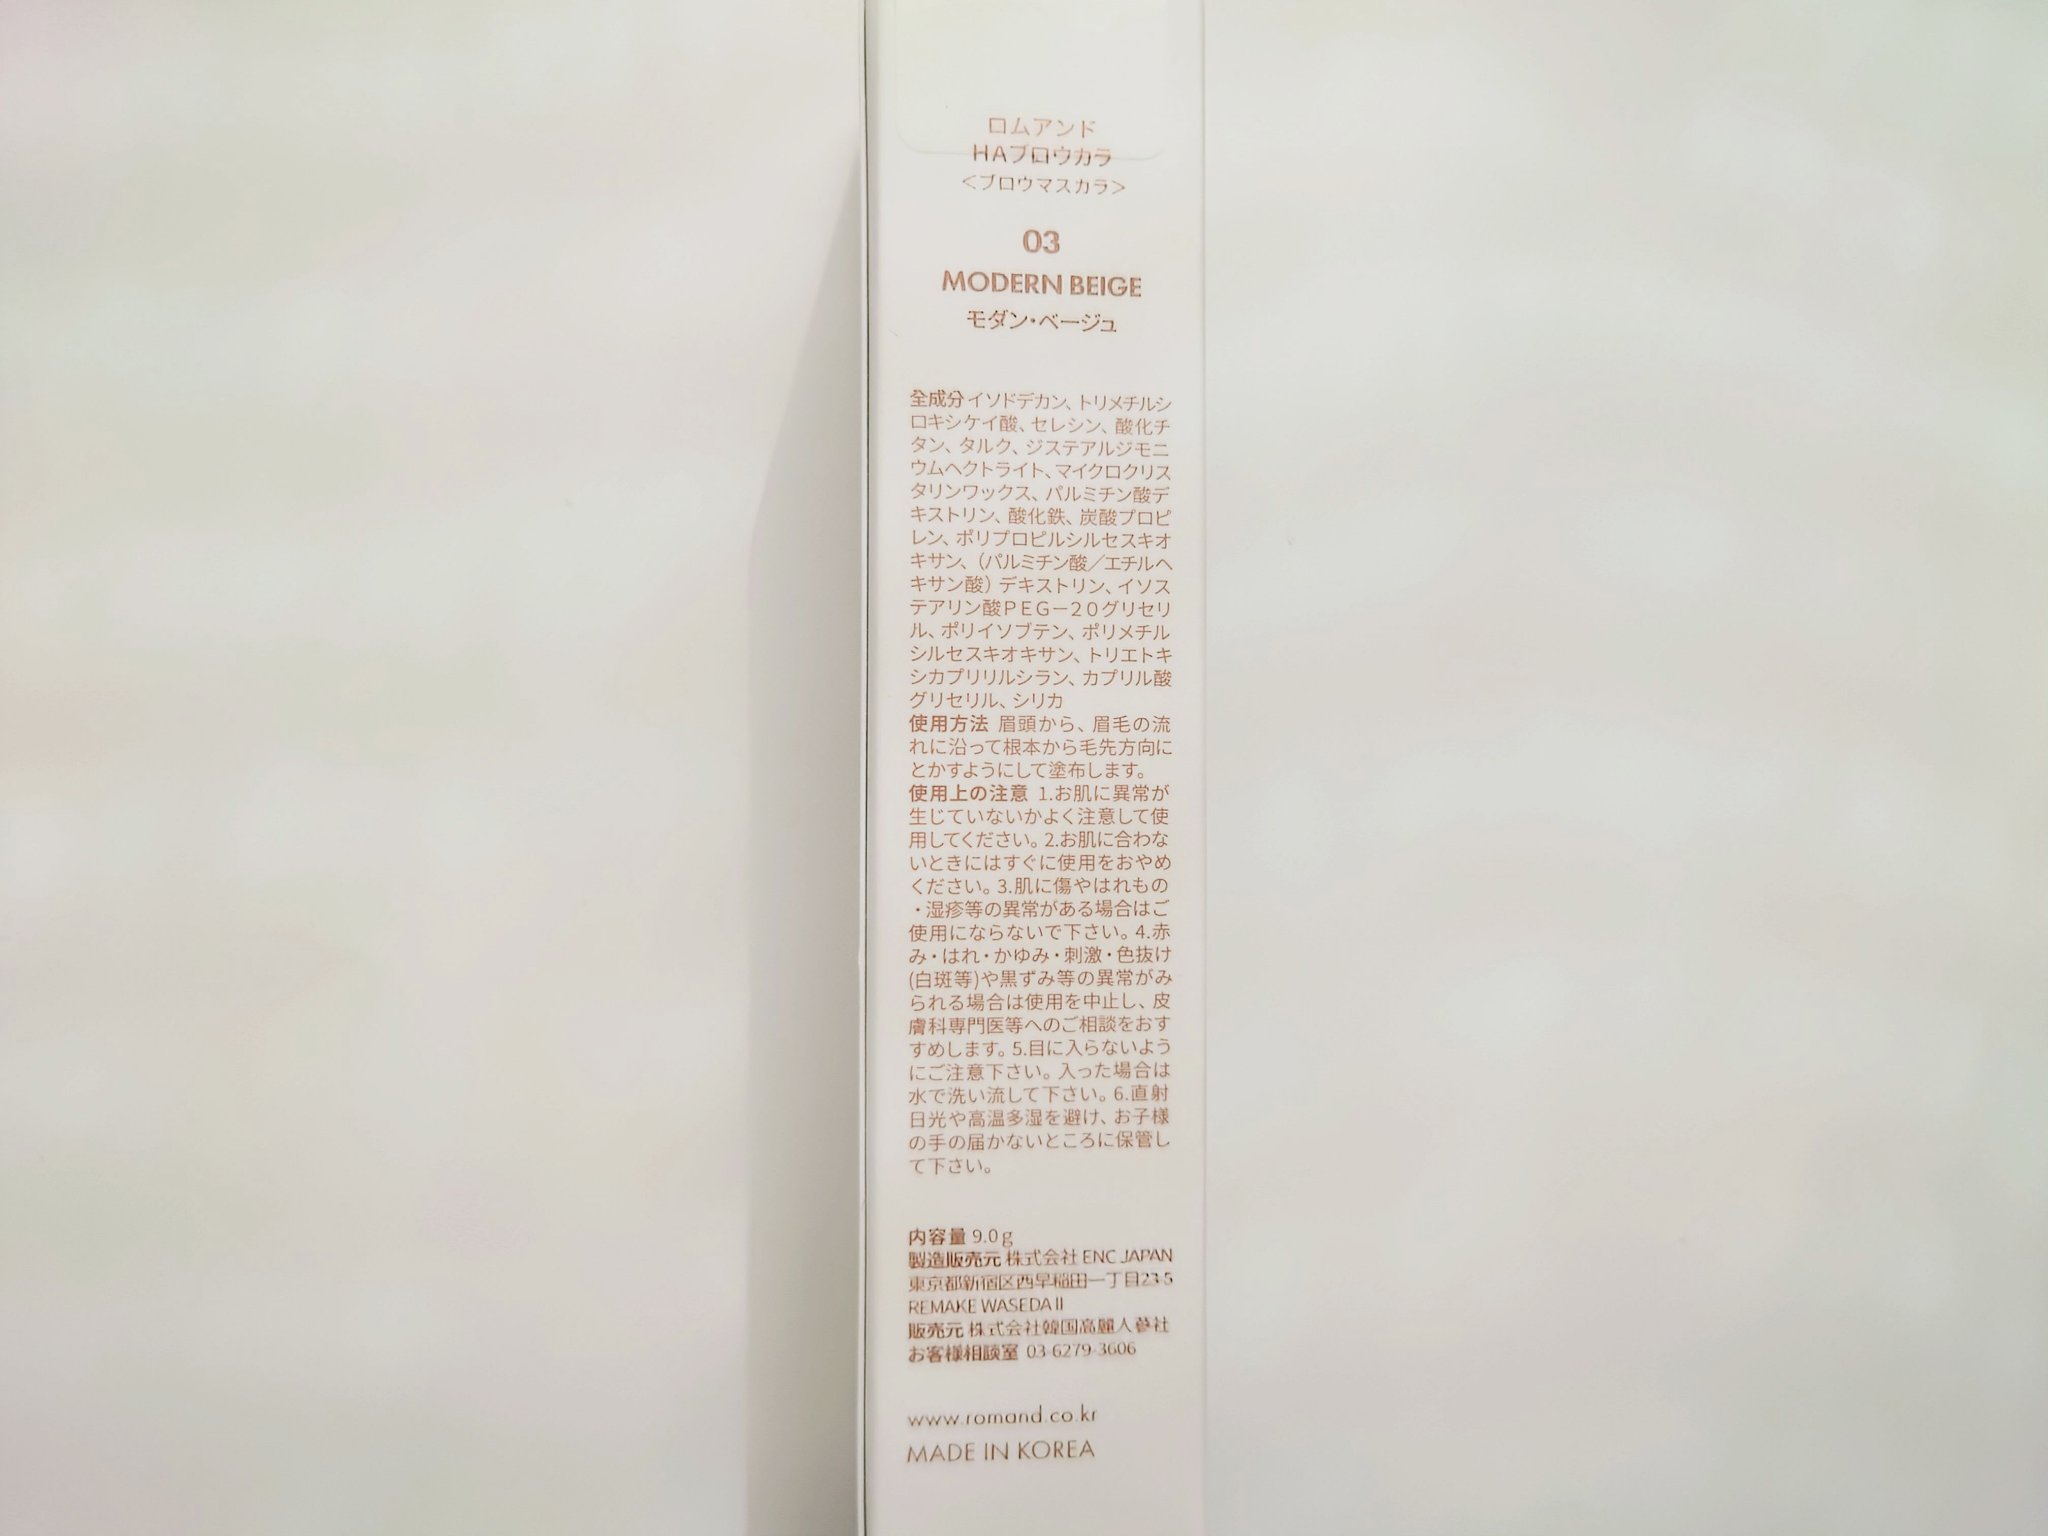 ロムアンド
HAブロウカラ
<ブロウマスカラ>
03
MODERN BEIGE
モダン・ベージュ
全成分 イソドデカン、トリメチルシ
ロキシケイ酸、セレシン、酸化チ
タン、タルク、ジステアルジモニ
ウムヘクトライト、マイクロクリス
タリンワックス、パルミチン酸デ
キストリン、酸化鉄、炭酸プロピ
レン、ポリプロピルシルセスキオ
キサン、(パルミチン酸/エチルヘ
キサン酸)デキストリン、イソス
テアリン酸PEG-20グリセリ
ル、ポリイソブテン、ポリメチル
シルセスキオキサン、トリエトキ
シカプリリルシラン、カプリル酸
グリセリル、シリカ
使用方法 眉頭から、眉毛の流
れに沿って根本から毛先方向に
とかすようにして塗布します。
使用上の注意 1.お肌に異常が
生じていないかよく注意して使
用してください。2.お肌に合わな
いときにはすぐに使用をおやめ
ください。3.肌に傷やはれもの
・湿疹等の異常がある場合はご
使用にならないで下さい。4.赤
み・はれ・かゆみ・刺激・色抜け
(白斑等)や黒ずみ等の異常がみ
られる場合は使用を中止し、皮
膚科専門医等へのご相談をおす
すめします。5.目に入らないよう
にご注意下さい。入った場合は
水で洗い流して下さい。6.直射
日光や高温多湿を避け、お子様
の手の届かないところに保管し
て下さい。
内容量 9.0g
製造販売元 株式会社 ENC JAPAN
東京都新宿区西早稲田一丁目23-5
REMAKE WASEDA II
販売元 株式会社韓国高麗人参社
お客様相談室 03-6279-3606
www.romand.co.kr
MADE IN KOREA